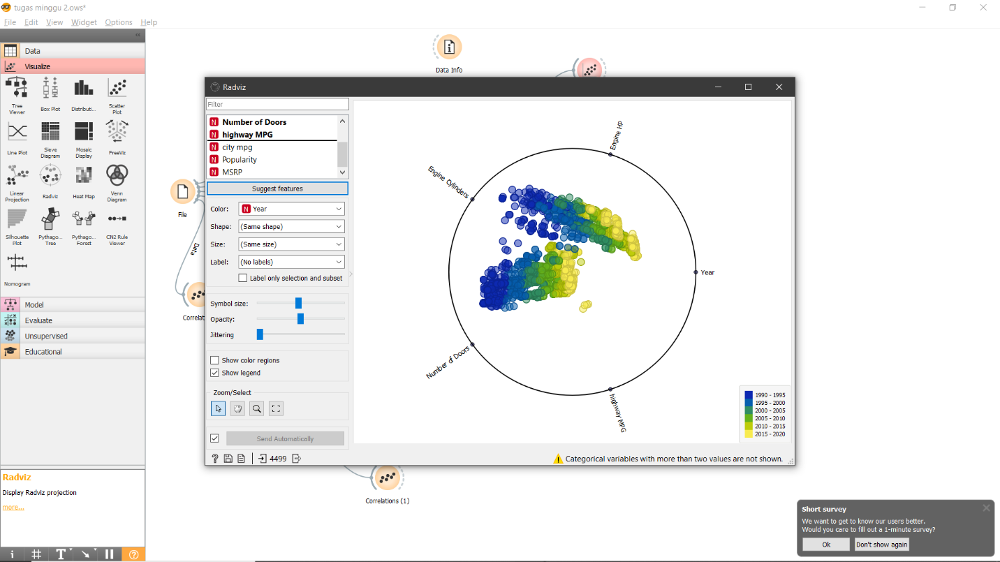 tugas minggu 2.ows*
File Edit View Widget Options Help
Data
Visualize
Tree Viewer
Box Plot
Distributi...
Scatter Plot
Line Plot
Sieve Diagram
Mosaic Display
FreeViz
Linear Projection
Radviz
Heat Map
Venn Diagram
Silhouette Plot
Pythago... Tree
Pythago... Forest
CN2 Rule Viewer
Nomogram
Model
Evaluate
Unsupervised
Educational
Radviz
Display Radviz projection
more...
Data Info
File
Data
Correlat
Correlations (1)
Radviz
Filter
N Number of Doors
N highway MPG
N city mpg
N Popularity
N MSRP
Suggest features
Color: N Year
Shape: (Same shape)
Size: (Same size)
Label: (No labels)
Label only selection and subset
Symbol size:
Opacity:
Jittering
Show color regions
Show legend
Zoom/Select
Send Automatically
? 4499
Engine HP
Engine Cylinders
Year
Number of Doors
highway MPG
1990 - 1995
1995 - 2000
2000 - 2005
2005 - 2010
2010 - 2015
2015 - 2020
Categorical variables with more than two values are not shown.
Short survey
We want to get to know our users better.
Would you care to fill out a 1-minute survey?
Ok Don't show again